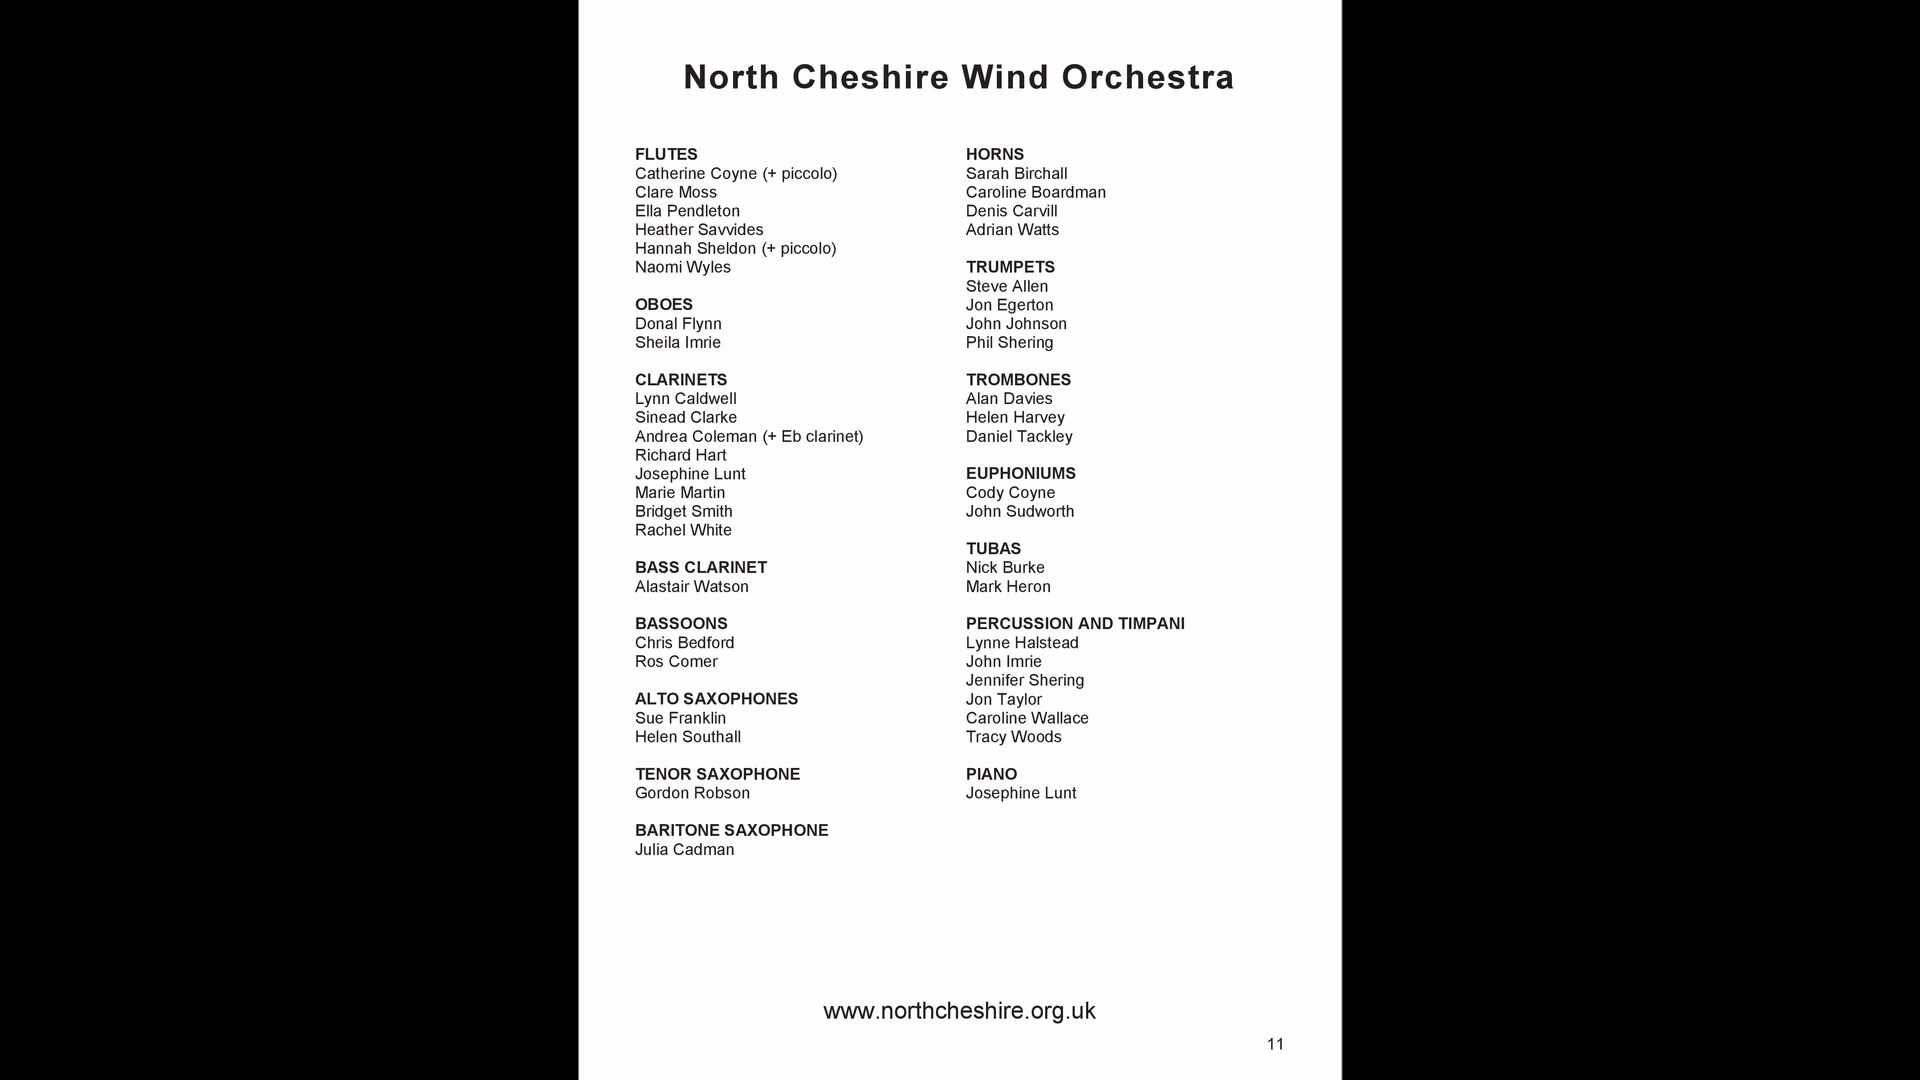 North Cheshire Wind Orchestra
FLUTES
Catherine Coyne (+ piccolo)
Clare Moss
Ella Pendleton
Heather Savvides
Hannah Sheldon (+ piccolo)
Naomi Wyles
OBOES
Donal Flynn
Sheila Imrie
CLARINETS
Lynn Caldwell
Sinead Clarke
Andrea Coleman (+ Eb clarinet)
Richard Hart
Josephine Lunt
Marie Martin
Bridget Smith
Rachel White
BASS CLARINET
Alastair Watson
BASSOONS
Chris Bedford
Ros Comer
ALTO SAXOPHONES
Sue Franklin
Helen Southall
TENOR SAXOPHONE
Gordon Robson
BARITONE SAXOPHONE
Julia Cadman
HORNS
Sarah Birchall
Caroline Boardman
Denis Carvill
Adrian Watts
TRUMPETS
Steve Allen
Jon Egerton
John Johnson
Phil Shering
TROMBONES
Alan Davies
Helen Harvey
Daniel Tackley
EUPHONIUMS
Cody Coyne
John Sudworth
TUBAS
Nick Burke
Mark Heron
PERCUSSION AND TIMPANI
Lynne Halstead
John Imrie
Jennifer Shering
Jon Taylor
Caroline Wallace
Tracy Woods
PIANO
Josephine Lunt
www.northcheshire.org.uk
11